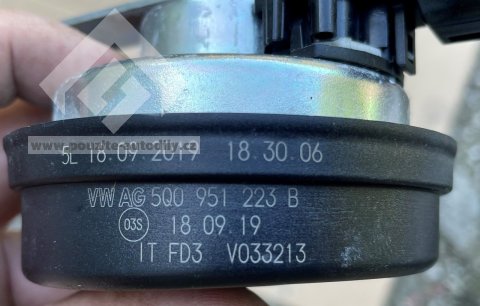 www.pouzite-autodily.cz
5L 18.09.2019 18.30.06
VW AG 5Q0 951 223 B
03S 18 09 19
IT FD3 V033213